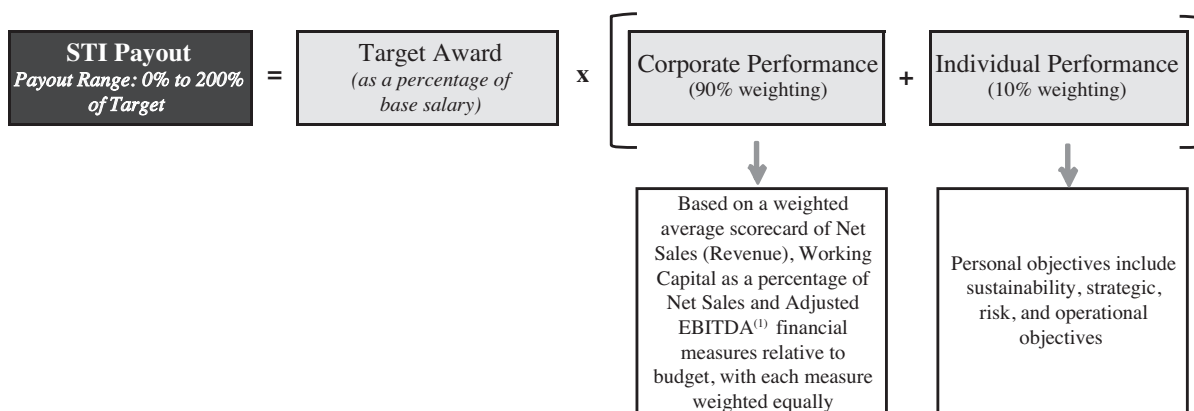 STI Payout
Payout Range: 0% to 200%
of Target
=
Target Award
(as a percentage of
base salary)
x
Corporate Performance
(90% weighting)
+
Individual Performance
(10% weighting)
Based on a weighted
average scorecard of Net
Sales (Revenue), Working
Capital as a percentage of
Net Sales and Adjusted
EBITDA(1) financial
measures relative to
budget, with each measure
weighted equally
Personal objectives include
sustainability, strategic,
risk, and operational
objectives